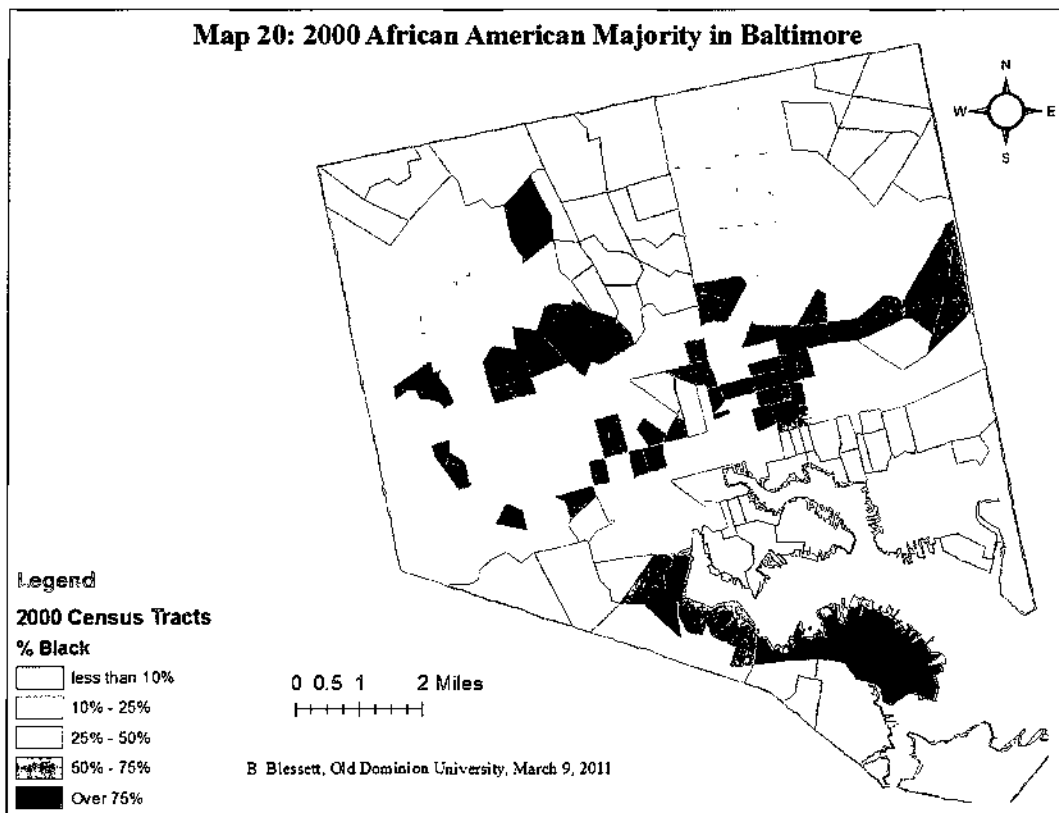 Map 20: 2000 African American Majority in Baltimore
N
W E
S
Legend
2000 Census Tracts
% Black
less than 10%
10% - 25%
25% - 50%
50% - 75%
Over 75%
0 0.5 1 2 Miles
B Blessett, Old Dominion University, March 9, 2011